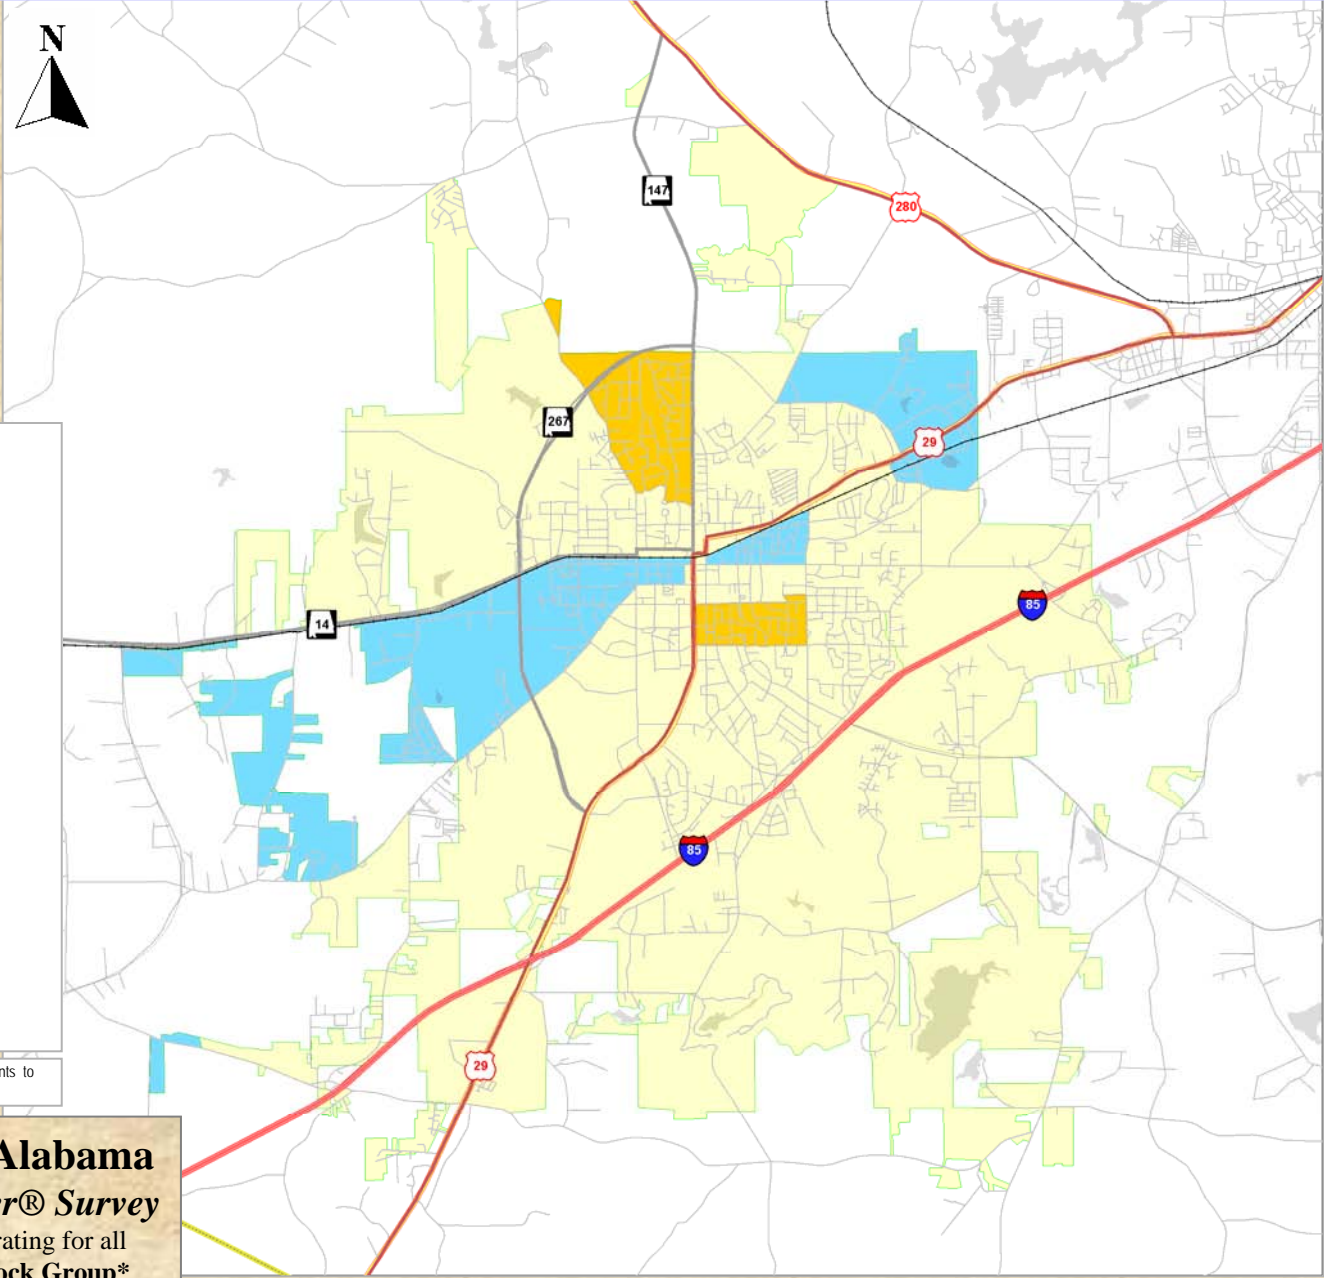 N
147
280
267
29
14
85
85
29
nts to
Alabama
r® Survey
rating for all
ock Group*